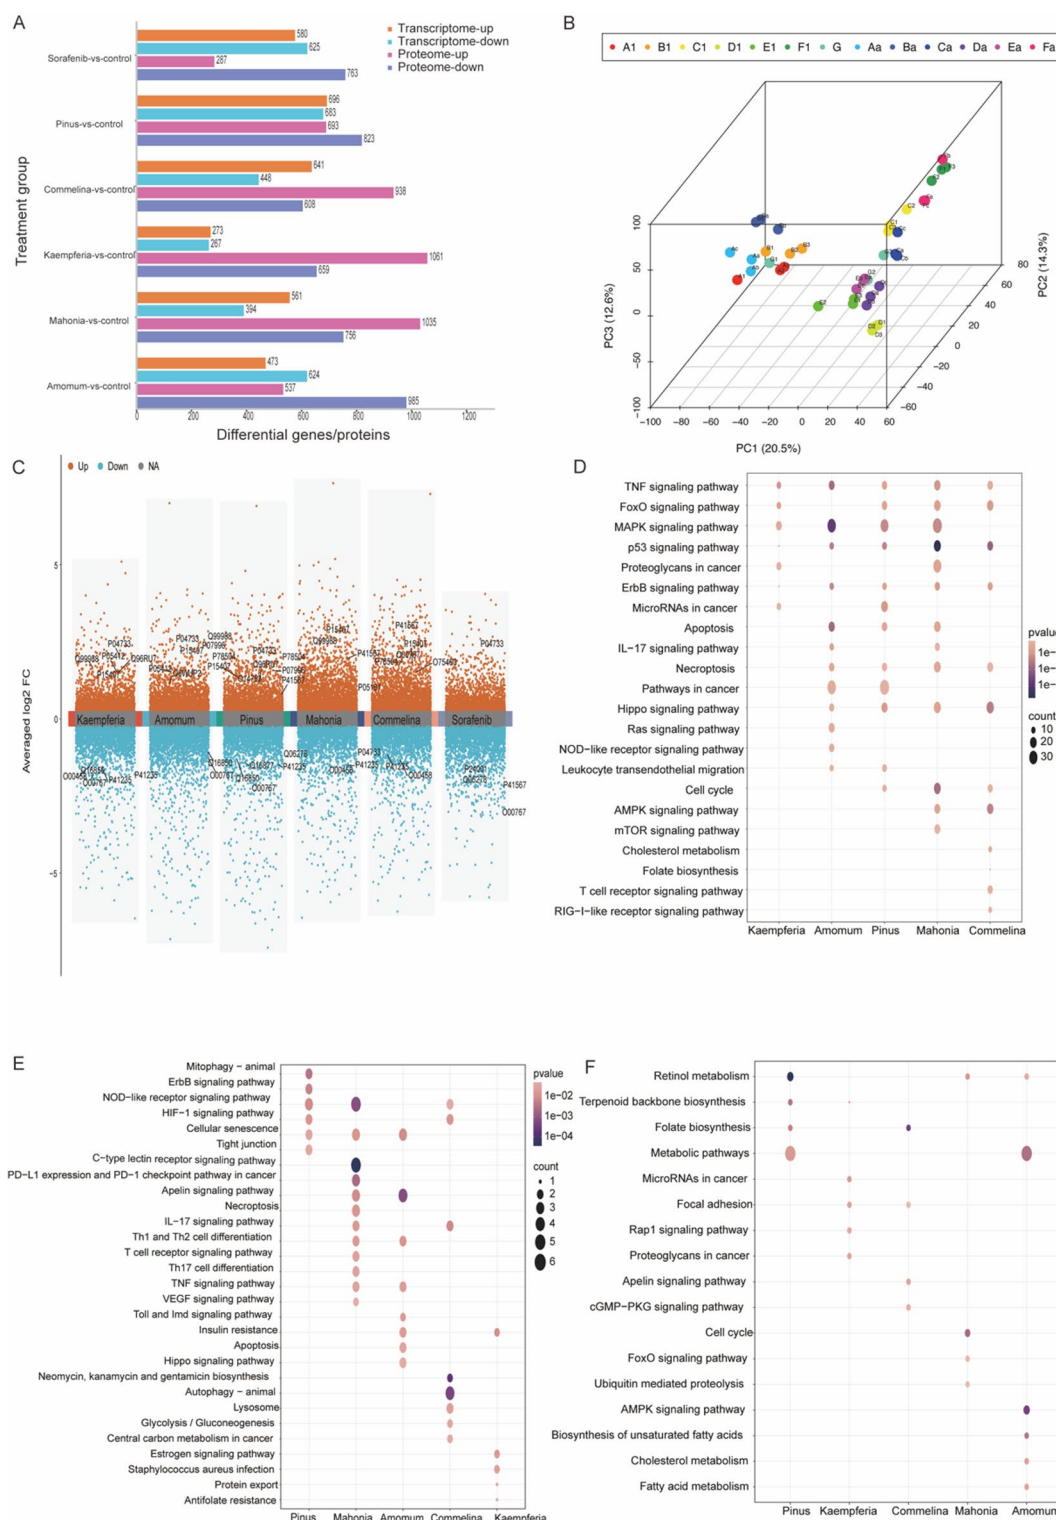 A
Transcriptome-up
Transcriptome-down
Proteome-up
Proteome-down
Treatment group
Sorafenib-vs-control
580
625
287
763
Pinus-vs-control
696
683
693
823
Commelina-vs-control
641
448
938
608
Kaempferia-vs-control
273
267
1061
659
Mahonia-vs-control
561
394
1035
756
Amomum-vs-control
473
624
537
985
0 200 400 600 800 1000 1200
Differential genes/proteins
B
A1 B1 C1 D1 E1 F1 G Aa Ba Ca Da Ea Fa
PC3 (12.6%)
100
50
0
−50
−100
−100 −80 −60 −40 −20 0 20 40 60
PC1 (20.5%)
−60
−40
−20
0
20
40
60
80
PC2 (14.3%)
C
Up Down NA
Averaged log2 FC
5
0
−5
Kaempferia Amomum Pinus Mahonia Commelina Sorafenib
D
TNF signaling pathway
FoxO signaling pathway
MAPK signaling pathway
p53 signaling pathway
Proteoglycans in cancer
ErbB signaling pathway
MicroRNAs in cancer
Apoptosis
IL−17 signaling pathway
Necroptosis
Pathways in cancer
Hippo signaling pathway
Ras signaling pathway
NOD−like receptor signaling pathway
Leukocyte transendothelial migration
Cell cycle
AMPK signaling pathway
mTOR signaling pathway
Cholesterol metabolism
Folate biosynthesis
T cell receptor signaling pathway
RIG−I−like receptor signaling pathway
Kaempferia Amomum Pinus Mahonia Commelina
pvalue
1e−
1e−
1e−
count
10
20
30
E
Mitophagy − animal
ErbB signaling pathway
NOD−like receptor signaling pathway
HIF−1 signaling pathway
Cellular senescence
Tight junction
C−type lectin receptor signaling pathway
PD−L1 expression and PD−1 checkpoint pathway in cancer
Apelin signaling pathway
Necroptosis
IL−17 signaling pathway
Th1 and Th2 cell differentiation
T cell receptor signaling pathway
Th17 cell differentiation
TNF signaling pathway
VEGF signaling pathway
Toll and Imd signaling pathway
Insulin resistance
Apoptosis
Hippo signaling pathway
Neomycin, kanamycin and gentamicin biosynthesis
Autophagy − animal
Lysosome
Glycolysis / Gluconeogenesis
Central carbon metabolism in cancer
Estrogen signaling pathway
Staphylococcus aureus infection
Protein export
Antifolate resistance
Pinus Mahonia Amomum Commelina Kaempferia
pvalue
1e−02
1e−03
1e−04
count
1
2
3
4
5
6
F
Retinol metabolism
Terpenoid backbone biosynthesis
Folate biosynthesis
Metabolic pathways
MicroRNAs in cancer
Focal adhesion
Rap1 signaling pathway
Proteoglycans in cancer
Apelin signaling pathway
cGMP−PKG signaling pathway
Cell cycle
FoxO signaling pathway
Ubiquitin mediated proteolysis
AMPK signaling pathway
Biosynthesis of unsaturated fatty acids
Cholesterol metabolism
Fatty acid metabolism
Pinus Kaempferia Commelina Mahonia Amomum